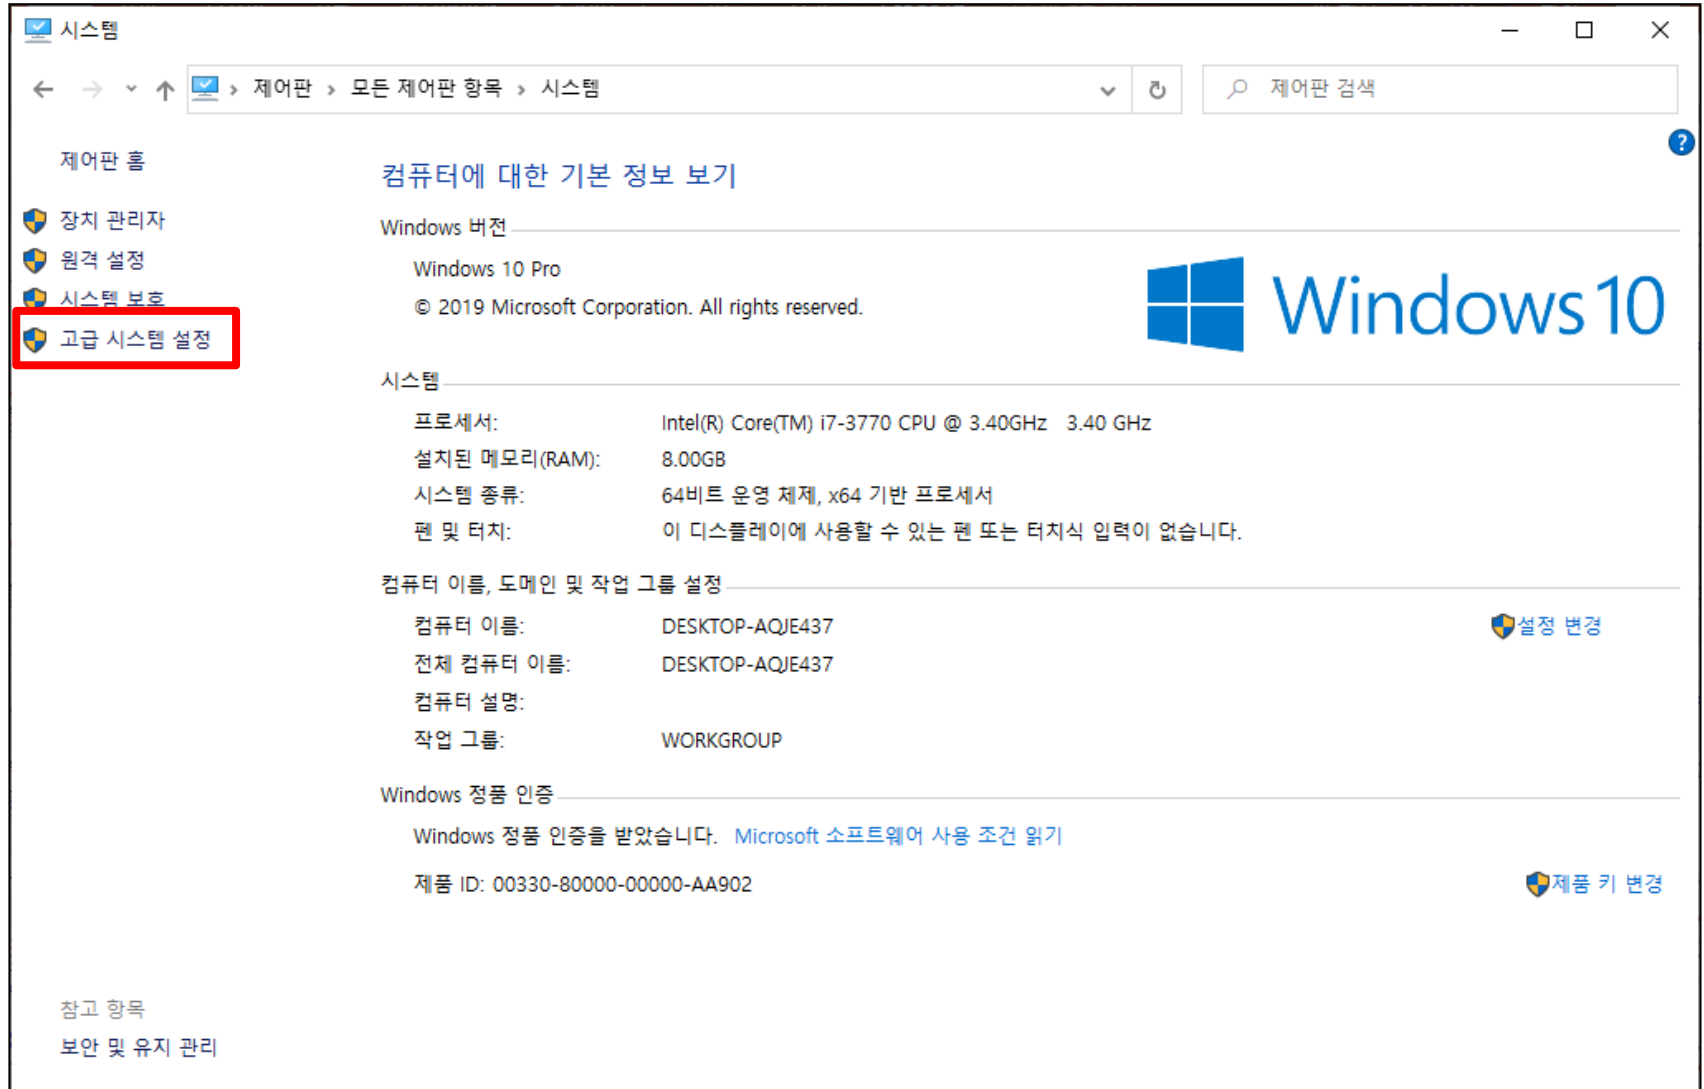 시스템
제어판 › 모든 제어판 항목 › 시스템
제어판 검색
제어판 홈
장치 관리자
원격 설정
시스템 보호
고급 시스템 설정
컴퓨터에 대한 기본 정보 보기
Windows 버전
Windows 10 Pro
© 2019 Microsoft Corporation. All rights reserved.
Windows 10
시스템
프로세서: Intel(R) Core(TM) i7-3770 CPU @ 3.40GHz 3.40 GHz
설치된 메모리(RAM): 8.00GB
시스템 종류: 64비트 운영 체제, x64 기반 프로세서
펜 및 터치: 이 디스플레이에 사용할 수 있는 펜 또는 터치식 입력이 없습니다.
컴퓨터 이름, 도메인 및 작업 그룹 설정
컴퓨터 이름: DESKTOP-AQJE437 설정 변경
전체 컴퓨터 이름: DESKTOP-AQJE437
컴퓨터 설명:
작업 그룹: WORKGROUP
Windows 정품 인증
Windows 정품 인증을 받았습니다. Microsoft 소프트웨어 사용 조건 읽기
제품 ID: 00330-80000-00000-AA902 제품 키 변경
참고 항목
보안 및 유지 관리